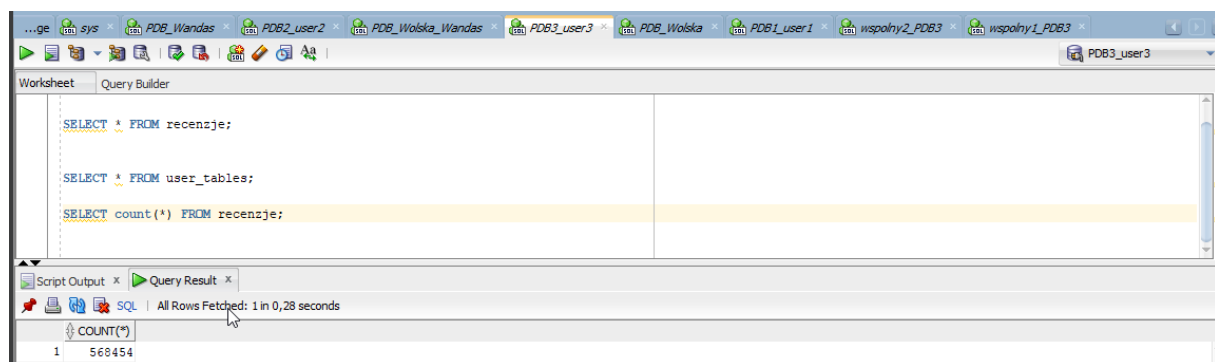 ...ge sys PDB_Wandas PDB2_user2 PDB_Wolska_Wandas PDB3_user3 PDB_Wolska PDB1_user1 wspolny2_PDB3 wspolny1_PDB3
PDB3_user3
Worksheet Query Builder
SELECT * FROM recenzje;
SELECT * FROM user_tables;
SELECT count(*) FROM recenzje;
Script Output x Query Result x
SQL | All Rows Fetched: 1 in 0,28 seconds
COUNT(*)
1 568454